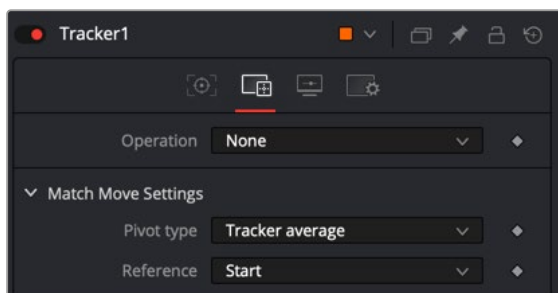 Tracker1
Operation None
Match Move Settings
Pivot type Tracker average
Reference Start